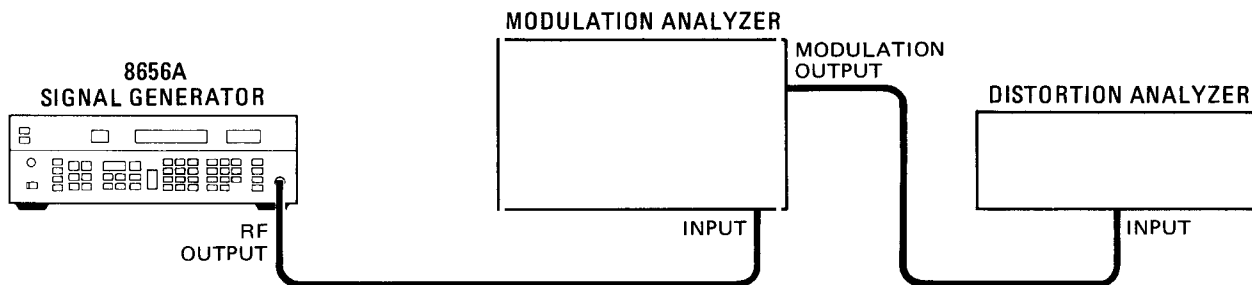 MODULATION ANALYZER
MODULATION
OUTPUT
8656A
SIGNAL GENERATOR
DISTORTION ANALYZER
RF
OUTPUT
INPUT
INPUT